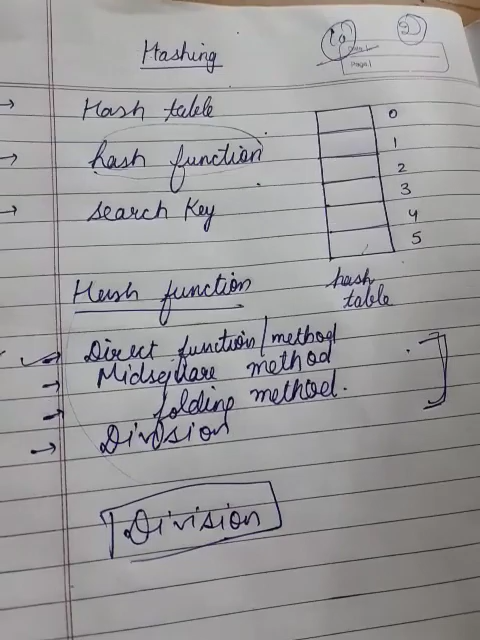 Hashing
Hash table
hash function
search key
0
1
2
3
4
5
hash
table
Hash function
Direct function/method
Midsquare method
folding method.
Division
Division